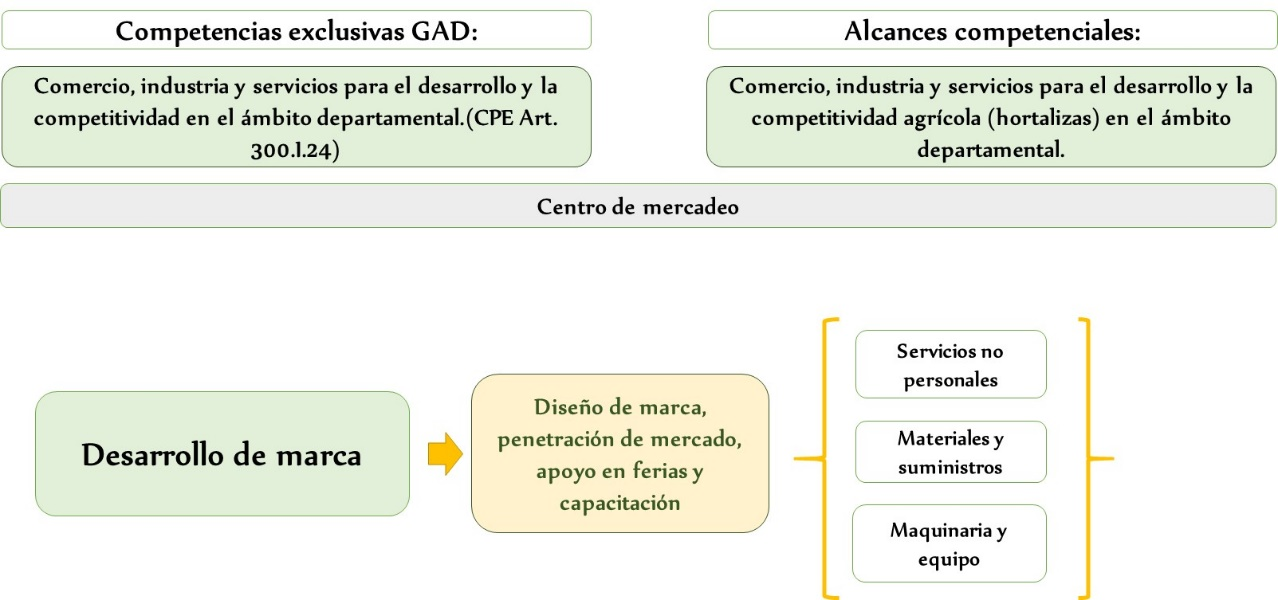 Competencias exclusivas GAD:
Alcances competenciales:
Comercio, industria y servicios para el desarrollo y la
competitividad en el ámbito departamental.(CPE Art.
300.I.24)
Comercio, industria y servicios para el desarrollo y la
competitividad agrícola (hortalizas) en el ámbito
departamental.
Centro de mercadeo
Desarrollo de marca
Diseño de marca,
penetración de mercado,
apoyo en ferias y
capacitación
Servicios no
personales
Materiales y
suministros
Maquinaria y
equipo